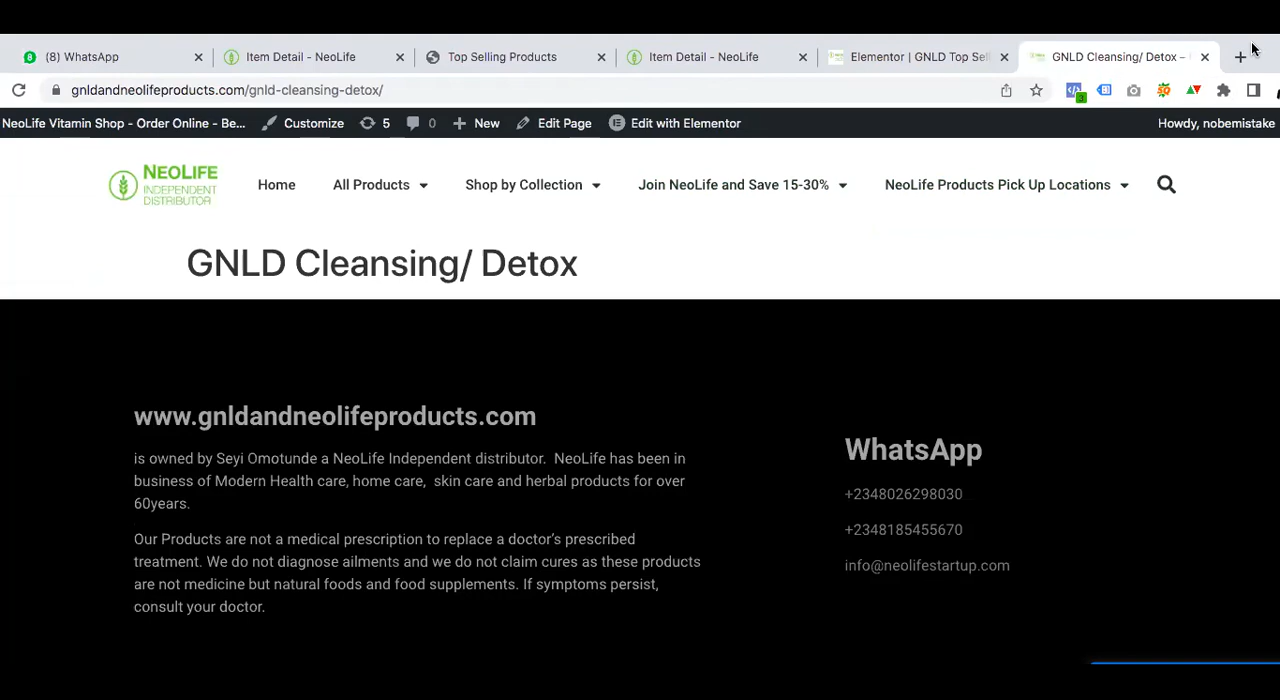 (8) WhatsApp
Item Detail - NeoLife
Top Selling Products
Item Detail - NeoLife
Elementor | GNLD Top Sel
GNLD Cleansing/ Detox –
gnldandneolifeproducts.com/gnld-cleansing-detox/
3
NeoLife Vitamin Shop - Order Online - Be...
Customize
5
0
New
Edit Page
Edit with Elementor
Howdy, nobemistake
NEOLIFE
INDEPENDENT
DISTRIBUTOR
Home
All Products
Shop by Collection
Join NeoLife and Save 15-30%
NeoLife Products Pick Up Locations
GNLD Cleansing/ Detox
www.gnldandneolifeproducts.com
is owned by Seyi Omotunde a NeoLife Independent distributor. NeoLife has been in
business of Modern Health care, home care, skin care and herbal products for over
60years.
Our Products are not a medical prescription to replace a doctor’s prescribed
treatment. We do not diagnose ailments and we do not claim cures as these products
are not medicine but natural foods and food supplements. If symptoms persist,
consult your doctor.
WhatsApp
+2348026298030
+2348185455670
info@neolifestartup.com